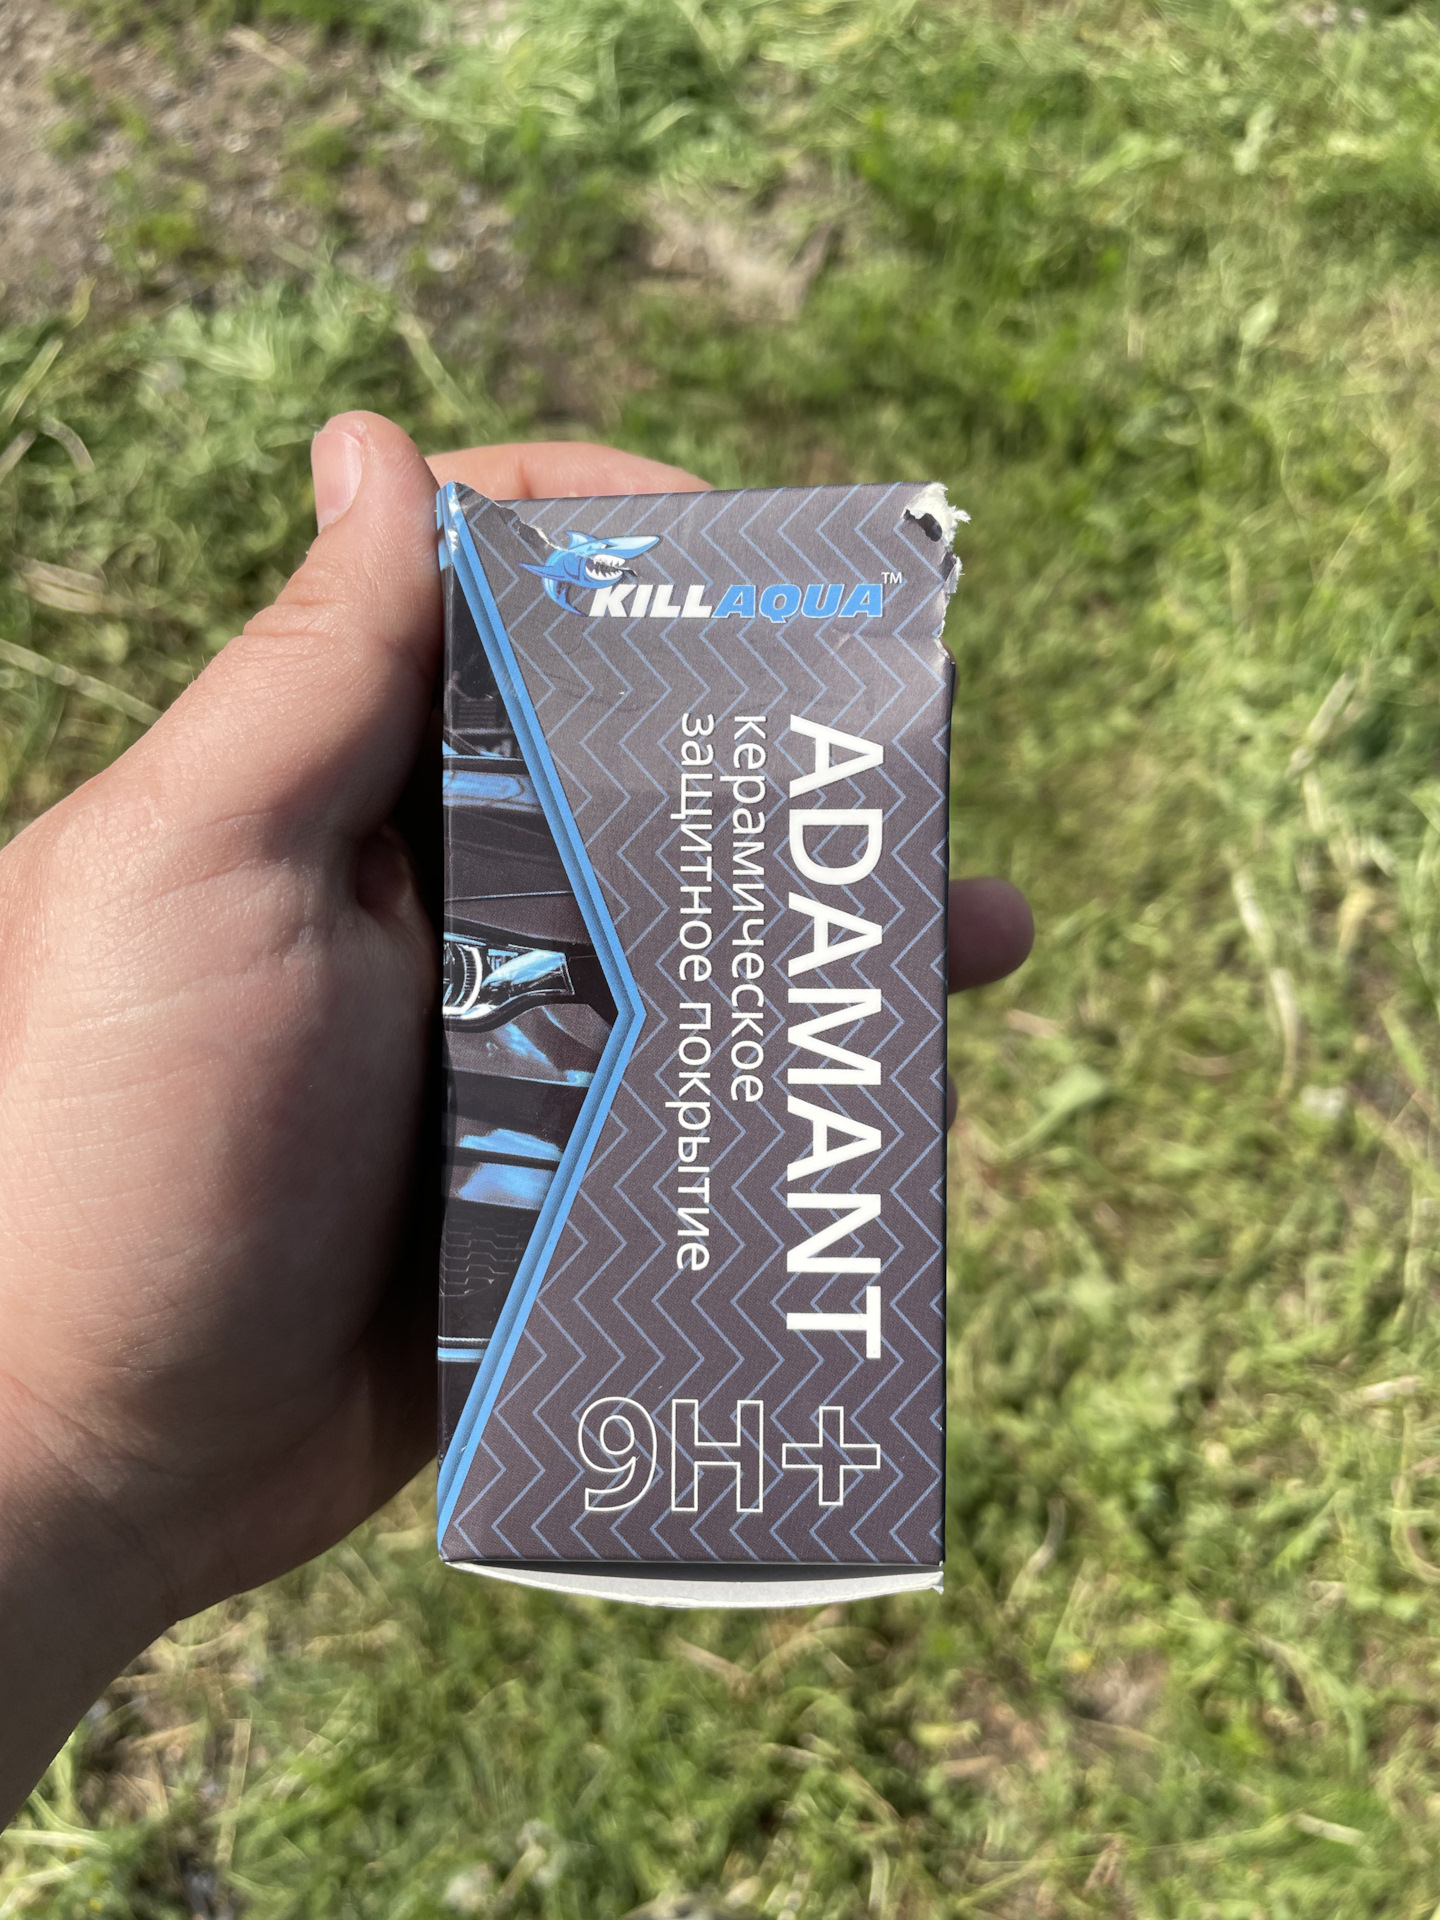 KILLAQUA™
ADAMANT
керамическое
защитное покрытие
9H+